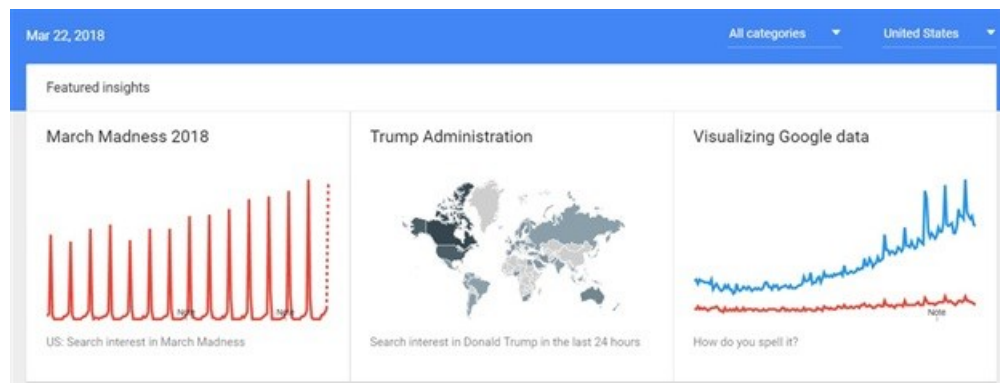 Mar 22, 2018
All categories
United States
Featured insights
March Madness 2018
Trump Administration
Visualizing Google data
Note
Note
Note
US: Search interest in March Madness
Search interest in Donald Trump in the last 24 hours
How do you spell it?